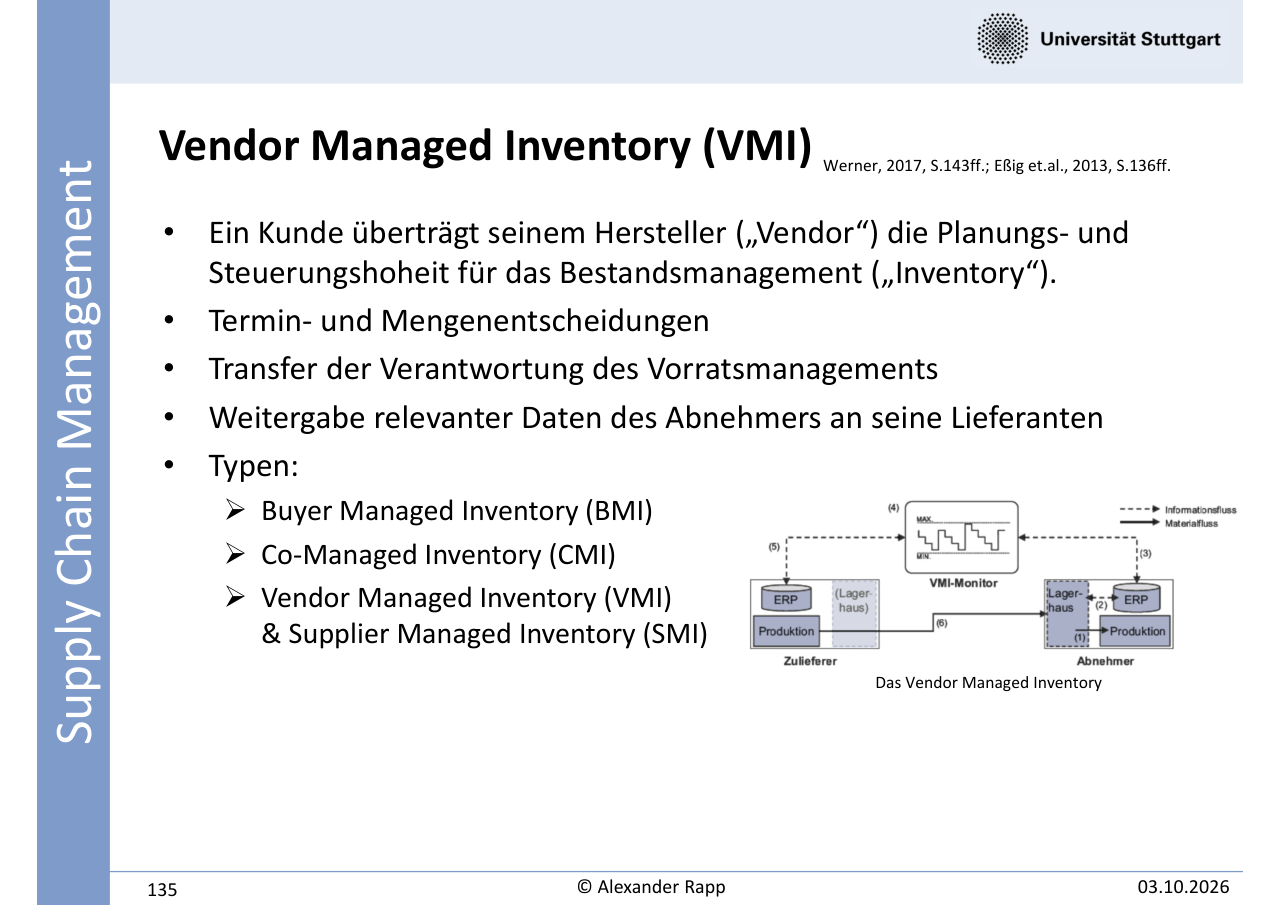 Universität Stuttgart
Supply Chain Management
Vendor Managed Inventory (VMI) Werner, 2017, S.143ff.; Eßig et.al., 2013, S.136ff.
• Ein Kunde überträgt seinem Hersteller („Vendor“) die Planungs- und
Steuerungshoheit für das Bestandsmanagement („Inventory“).
• Termin- und Mengenentscheidungen
• Transfer der Verantwortung des Vorratsmanagements
• Weitergabe relevanter Daten des Abnehmers an seine Lieferanten
• Typen:
➢ Buyer Managed Inventory (BMI)
➢ Co-Managed Inventory (CMI)
➢ Vendor Managed Inventory (VMI)
& Supplier Managed Inventory (SMI)
(4)
MAX.
MIN.
VMI-Monitor
Informationsfluss
Materialfluss
(5)
(3)
ERP
(Lager-
haus)
Produktion
Zulieferer
(6)
Lager-
haus
(2)
ERP
(1)
Produktion
Abnehmer
Das Vendor Managed Inventory
135
© Alexander Rapp
03.10.2026